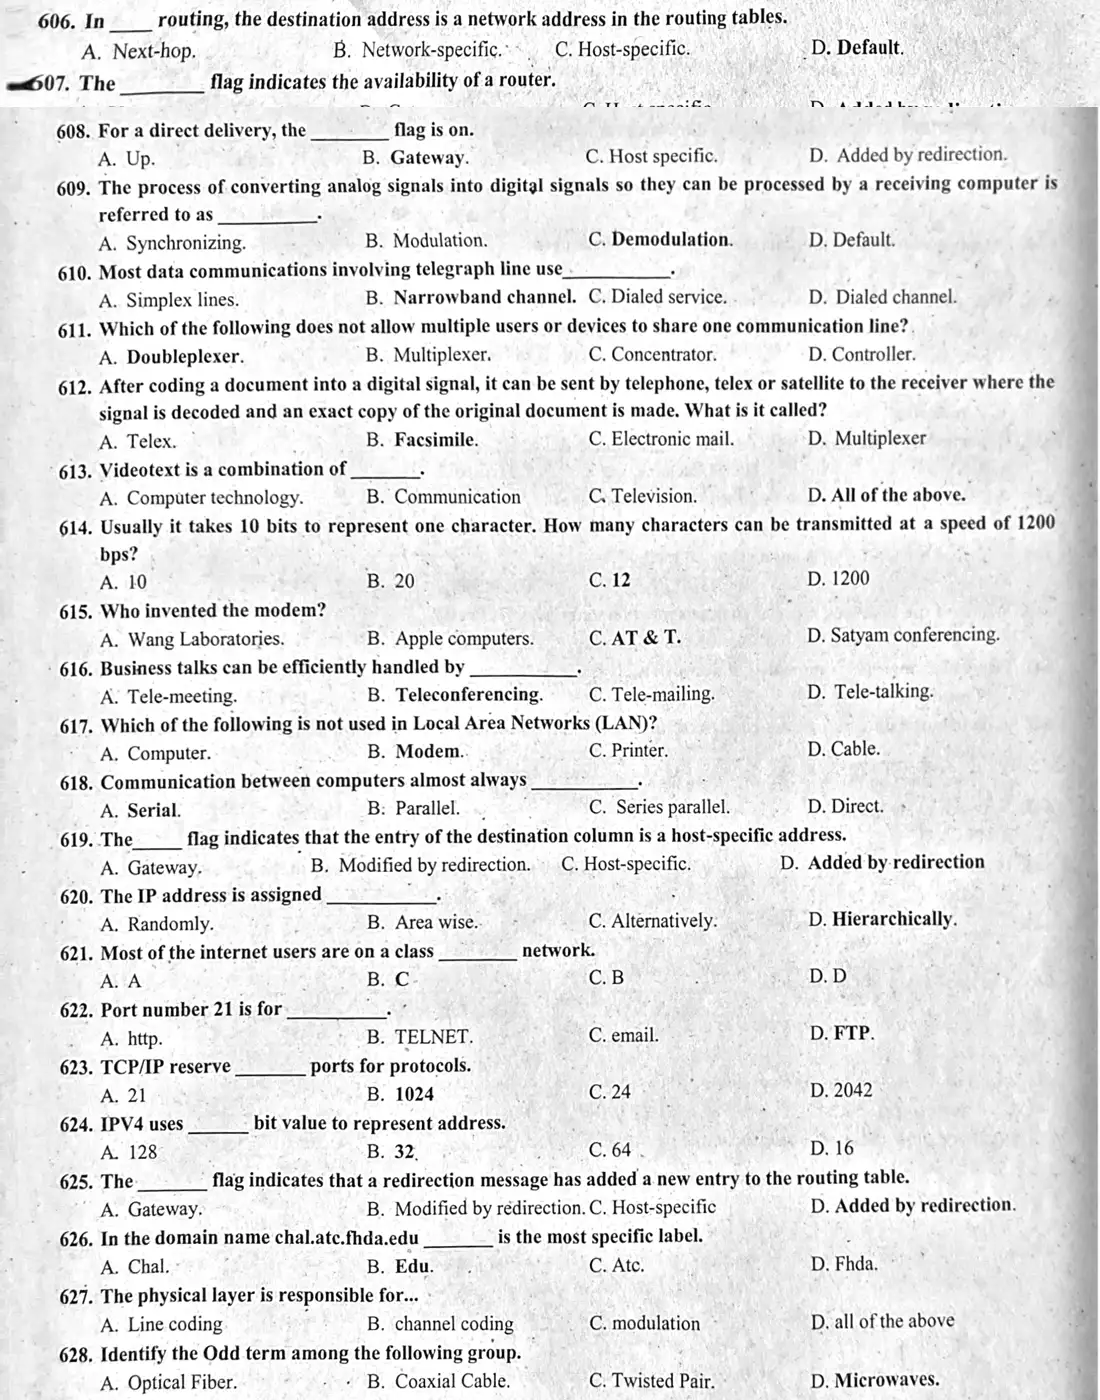 606. In ____ routing, the destination address is a network address in the routing tables.
A. Next-hop. B. Network-specific. C. Host-specific. D. Default.
607. The ________ flag indicates the availability of a router.
608. For a direct delivery, the ________ flag is on.
A. Up. B. Gateway. C. Host specific. D. Added by redirection.
609. The process of converting analog signals into digital signals so they can be processed by a receiving computer is
referred to as __________.
A. Synchronizing. B. Modulation. C. Demodulation. D. Default.
610. Most data communications involving telegraph line use___________.
A. Simplex lines. B. Narrowband channel. C. Dialed service. D. Dialed channel.
611. Which of the following does not allow multiple users or devices to share one communication line?
A. Doubleplexer. B. Multiplexer. C. Concentrator. D. Controller.
612. After coding a document into a digital signal, it can be sent by telephone, telex or satellite to the receiver where the
signal is decoded and an exact copy of the original document is made. What is it called?
A. Telex. B. Facsimile. C. Electronic mail. D. Multiplexer
613. Videotext is a combination of _______.
A. Computer technology. B. Communication C. Television. D. All of the above.
614. Usually it takes 10 bits to represent one character. How many characters can be transmitted at a speed of 1200
bps?
A. 10 B. 20 C. 12 D. 1200
615. Who invented the modem?
A. Wang Laboratories. B. Apple computers. C. AT & T. D. Satyam conferencing.
616. Business talks can be efficiently handled by ___________.
A. Tele-meeting. B. Teleconferencing. C. Tele-mailing. D. Tele-talking.
617. Which of the following is not used in Local Area Networks (LAN)?
A. Computer. B. Modem. C. Printer. D. Cable.
618. Communication between computers almost always ___________.
A. Serial. B. Parallel. C. Series parallel. D. Direct.
619. The_____ flag indicates that the entry of the destination column is a host-specific address.
A. Gateway. B. Modified by redirection. C. Host-specific. D. Added by redirection
620. The IP address is assigned ___________.
A. Randomly. B. Area wise. C. Alternatively. D. Hierarchically.
621. Most of the internet users are on a class ________ network.
A. A B. C C. B D. D
622. Port number 21 is for __________.
A. http. B. TELNET. C. email. D. FTP.
623. TCP/IP reserve _______ ports for protocols.
A. 21 B. 1024 C. 24 D. 2042
624. IPV4 uses ______ bit value to represent address.
A. 128 B. 32. C. 64 D. 16
625. The _______ flag indicates that a redirection message has added a new entry to the routing table.
A. Gateway. B. Modified by redirection. C. Host-specific D. Added by redirection.
626. In the domain name chal.atc.fhda.edu _______ is the most specific label.
A. Chal. B. Edu. C. Atc. D. Fhda.
627. The physical layer is responsible for...
A. Line coding B. channel coding C. modulation D. all of the above
628. Identify the Odd term among the following group.
A. Optical Fiber. B. Coaxial Cable. C. Twisted Pair. D. Microwaves.